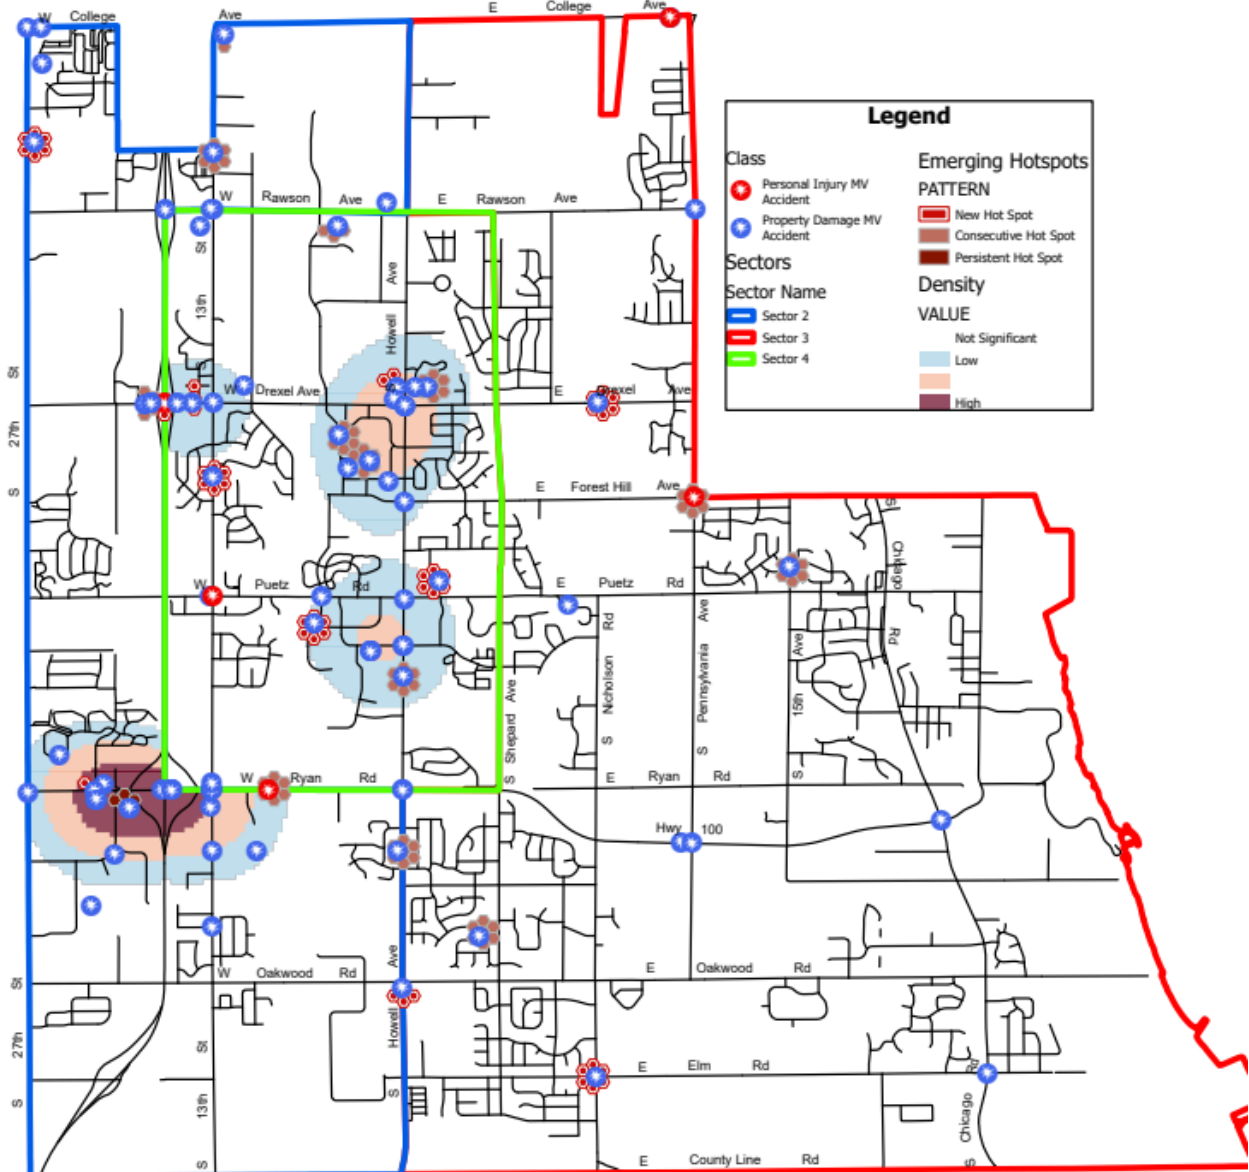 W College Ave E College Ave
Legend
Class
Personal Injury MV
Accident
Property Damage MV
Accident
Sectors
Sector Name
Sector 2
Sector 3
Sector 4
Emerging Hotspots
PATTERN
New Hot Spot
Consecutive Hot Spot
Persistent Hot Spot
Density
VALUE
Not Significant
Low
High
W Rawson Ave E Rawson Ave
S 13th St
S Howell Ave
S 27th St
W Drexel Ave E Drexel Ave
E Forest Hill Ave
S Chicago Rd
W Puetz Rd E Puetz Rd
S Shepard Ave
S Nicholson Rd
S Pennsylvania Ave
S 15th Ave
W Ryan Rd E Ryan Rd
Hwy 100
W Oakwood Rd E Oakwood Rd
S 27th St
S 13th St
S Howell Ave
E Elm Rd
S Chicago Rd
E County Line Rd